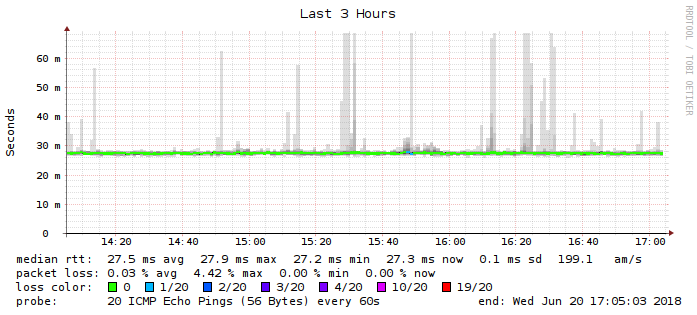 Last 3 Hours
RRDTOOL / TOBI OETIKER
Seconds
60 m
50 m
40 m
30 m
20 m
10 m
0
14:20 14:40 15:00 15:20 15:40 16:00 16:20 16:40 17:00
median rtt: 27.5 ms avg 27.9 ms max 27.2 ms min 27.3 ms now 0.1 ms sd 199.1 am/s
packet loss: 0.03 % avg 4.42 % max 0.00 % min 0.00 % now
loss color: 0 1/20 2/20 3/20 4/20 10/20 19/20
probe: 20 ICMP Echo Pings (56 Bytes) every 60s end: Wed Jun 20 17:05:03 2018